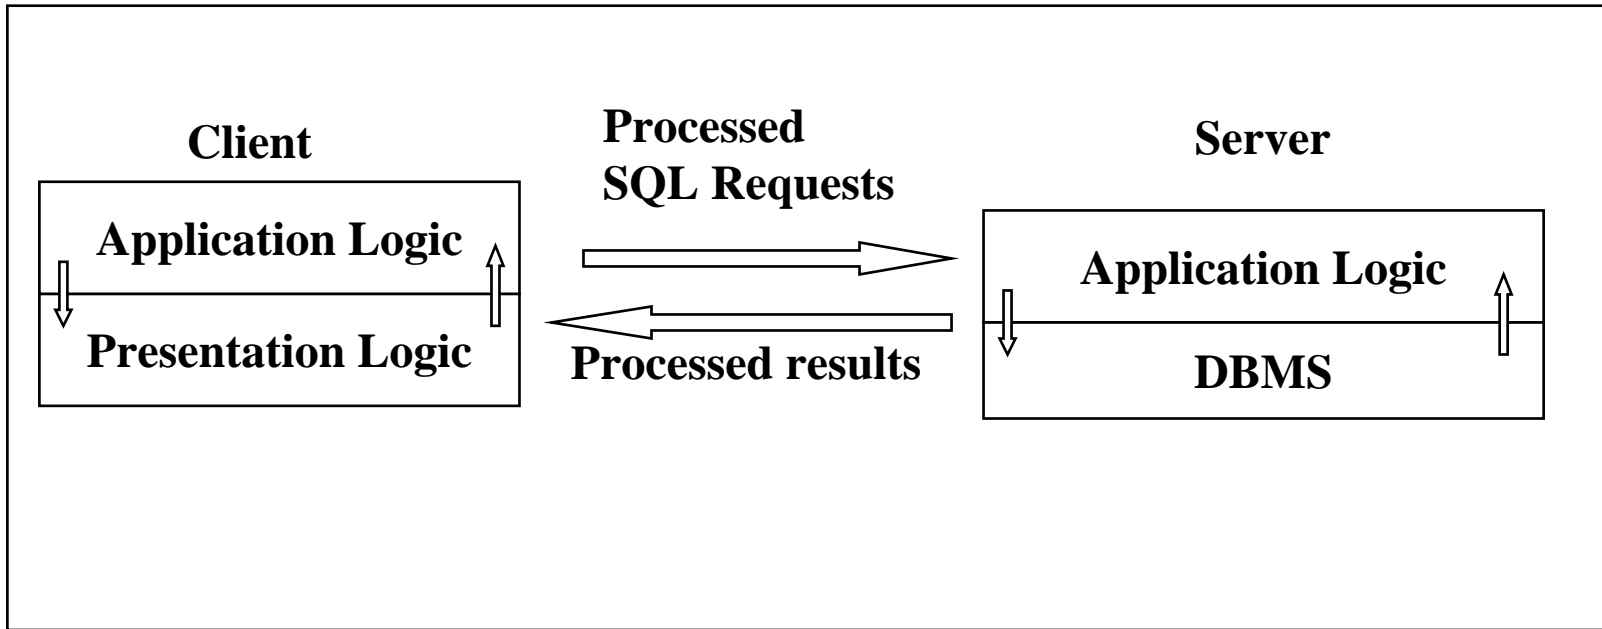 Client
Application Logic
Presentation Logic
Processed
SQL Requests
Processed results
Server
Application Logic
DBMS